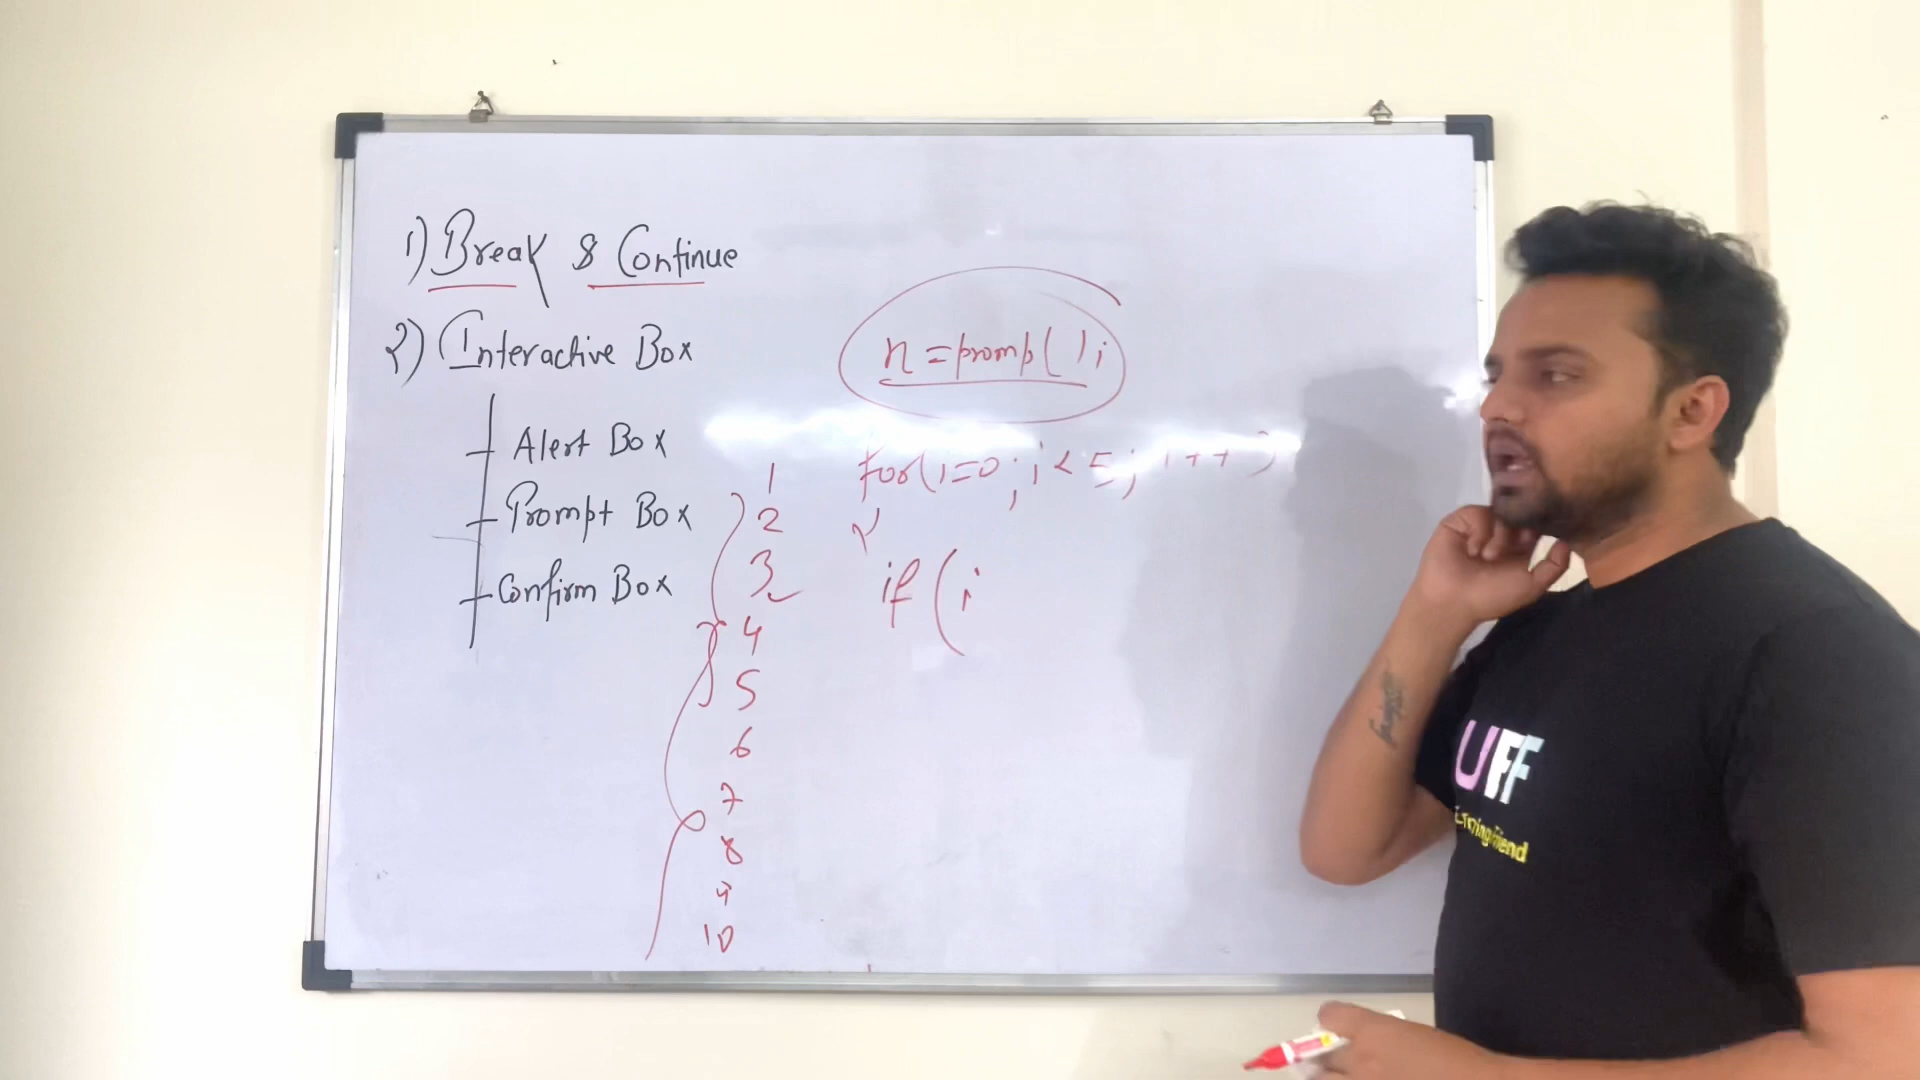 1) Break & Continue
2) Interactive Box
Alert Box
Prompt Box
Confirm Box
n = promp( );
for(i=0; i<5; i++)
{
if (i
1
2
3
4
5
6
7
8
9
10
UFF